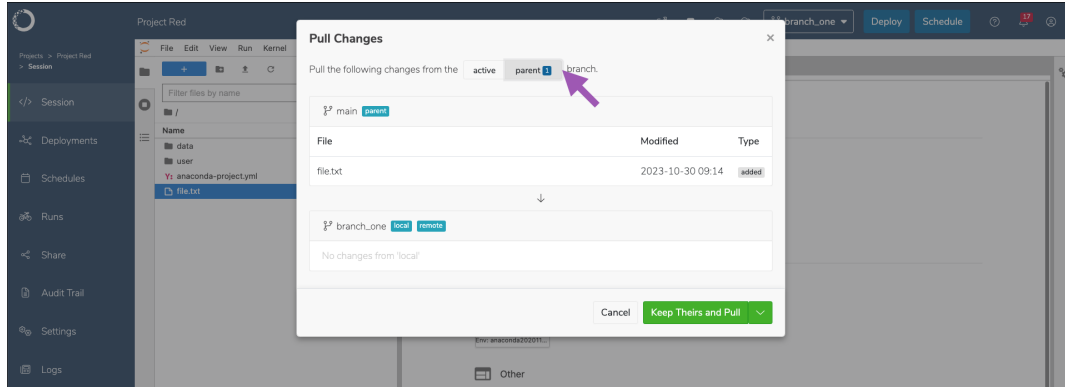 Project Red
branch_one
Deploy
Schedule
17
Projects > Project Red
> Session
Session
Deployments
Schedules
Runs
Share
Audit Trail
Settings
Logs
File Edit View Run Kernel
Filter files by name
/
Name
data
user
anaconda-project.yml
file.txt
Pull Changes
Pull the following changes from the active parent 1 branch.
main parent
File Modified Type
file.txt 2023-10-30 09:14 added
branch_one local remote
No changes from 'local'
Cancel
Keep Theirs and Pull
Env: anaconda202011...
Other